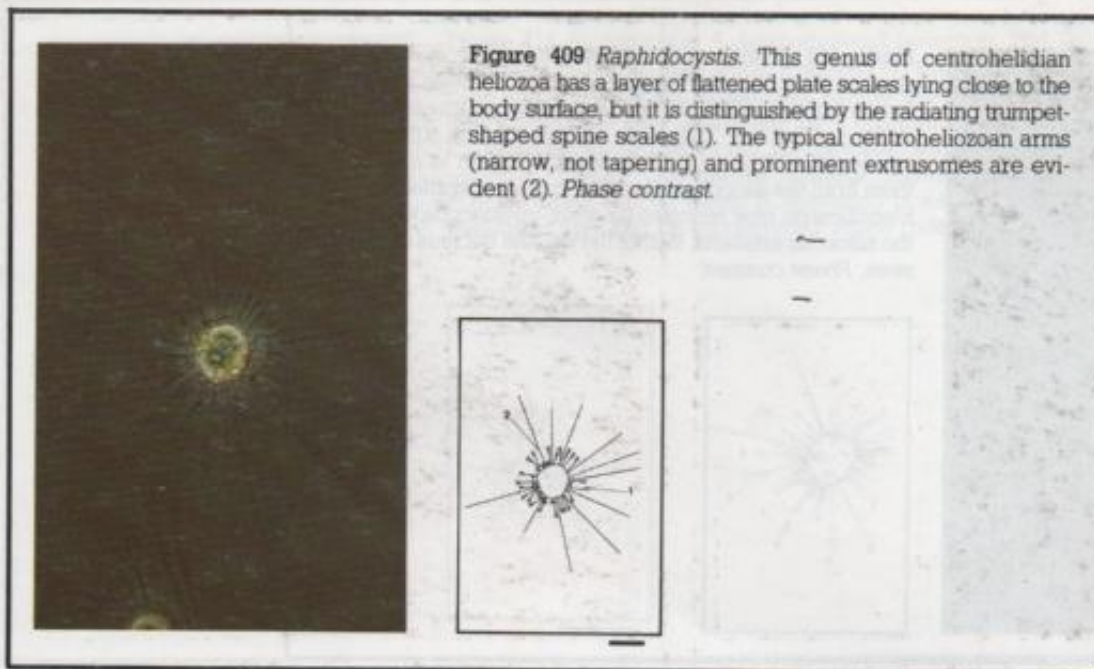 Figure 409 Raphidocystis. This genus of centrohelidian
heliozoa has a layer of flattened plate scales lying close to the
body surface, but it is distinguished by the radiating trumpet-
shaped spine scales (1). The typical centroheliozoan arms
(narrow, not tapering) and prominent extrusomes are evi-
dent (2). Phase contrast.
2
1